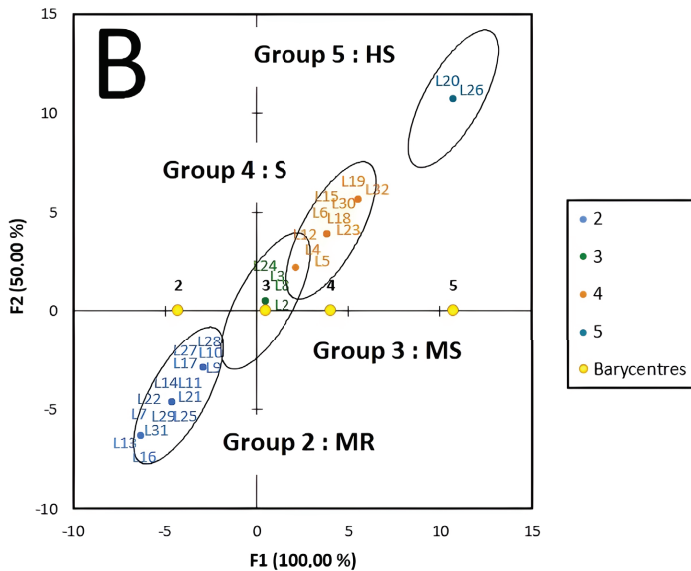 B
15
10
5
0
-5
-10
-10
-5
0
5
10
15
F2 (50,00 %)
F1 (100,00 %)
Group 5 : HS
L20
L26
Group 4 : S
L19
L32
L15
L30
L6
L18
L23
L12
L4
L5
L24
L3
L8
L2
2
3
4
5
Group 3 : MS
L28
L27
L10
L17
L9
L14
L11
L22
L21
L7
L29
L25
L31
L13
L16
Group 2 : MR
2
3
4
5
Barycentres